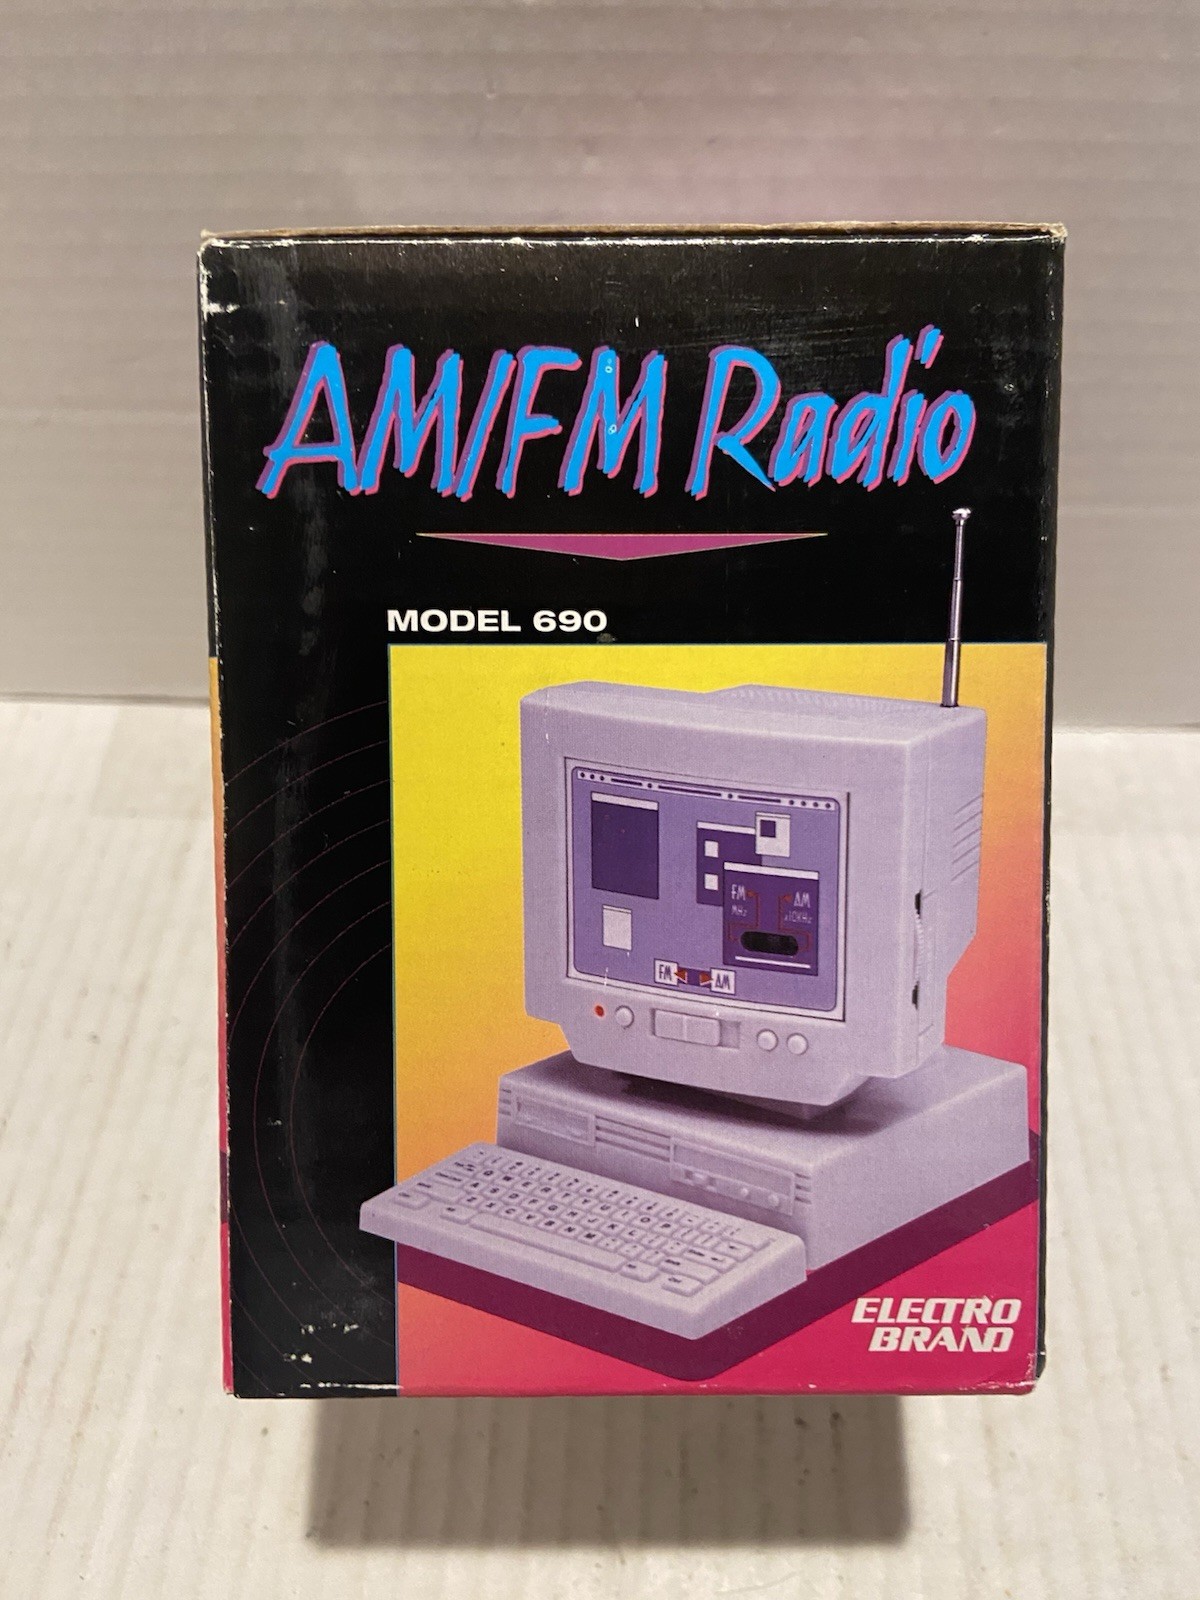 AM/FM Radio
MODEL 690
FM AM
MHz x10KHz
FM AM
Q W E R T Y U I O P
A S D F G H J K
Z X C V B N M
ELECTRO
BRAND